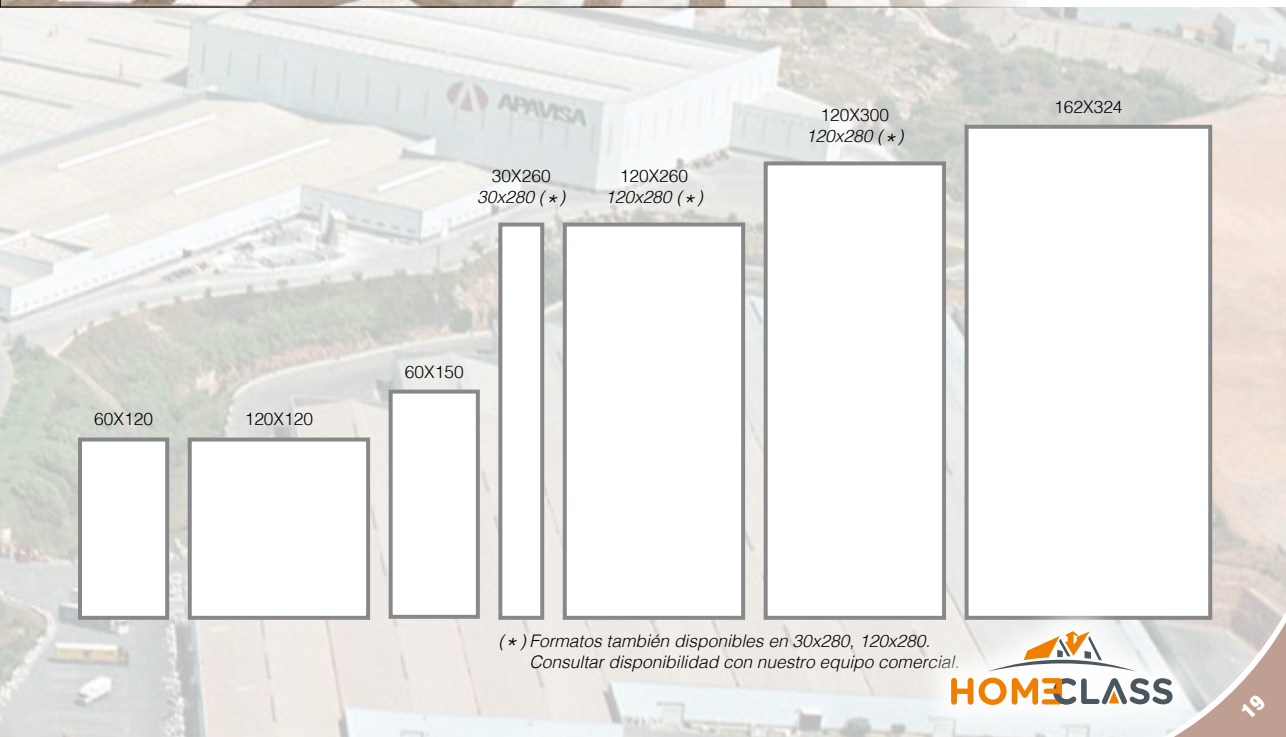 APAVISA
162X324
120X300
120x280 (*)
30X260
30x280 (*)
120X260
120x280 (*)
60X150
60X120
120X120
(*) Formatos también disponibles en 30x280, 120x280.
Consultar disponibilidad con nuestro equipo comercial.
HOMECLASS
19